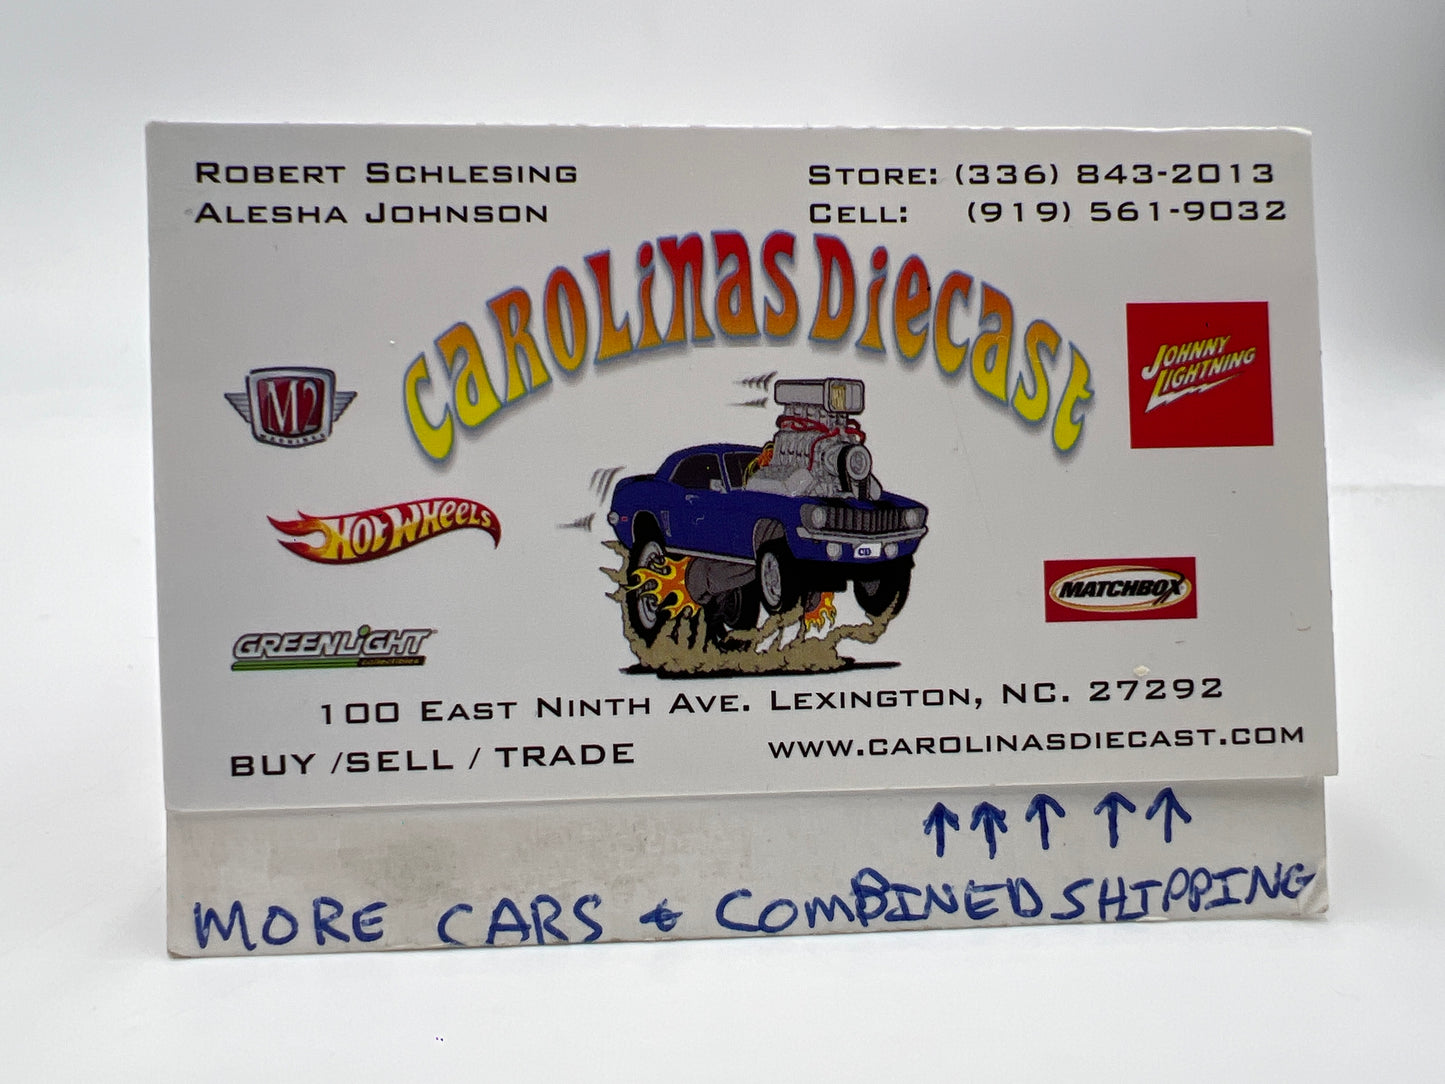 ROBERT SCHLESING
ALESHA JOHNSON
STORE: (336) 843-2013
CELL: (919) 561-9032
CAROLINAS DIECAST
M2
MACHINES
JOHNNY
LIGHTNING
HOT WHEELS
CD
MATCHBOX
GREENLIGHT
collectibles
100 EAST NINTH AVE. LEXINGTON, NC. 27292
BUY /SELL / TRADE
WWW.CAROLINASDIECAST.COM
↑ ↑ ↑ ↑ ↑
MORE CARS & COMBINED SHIPPING